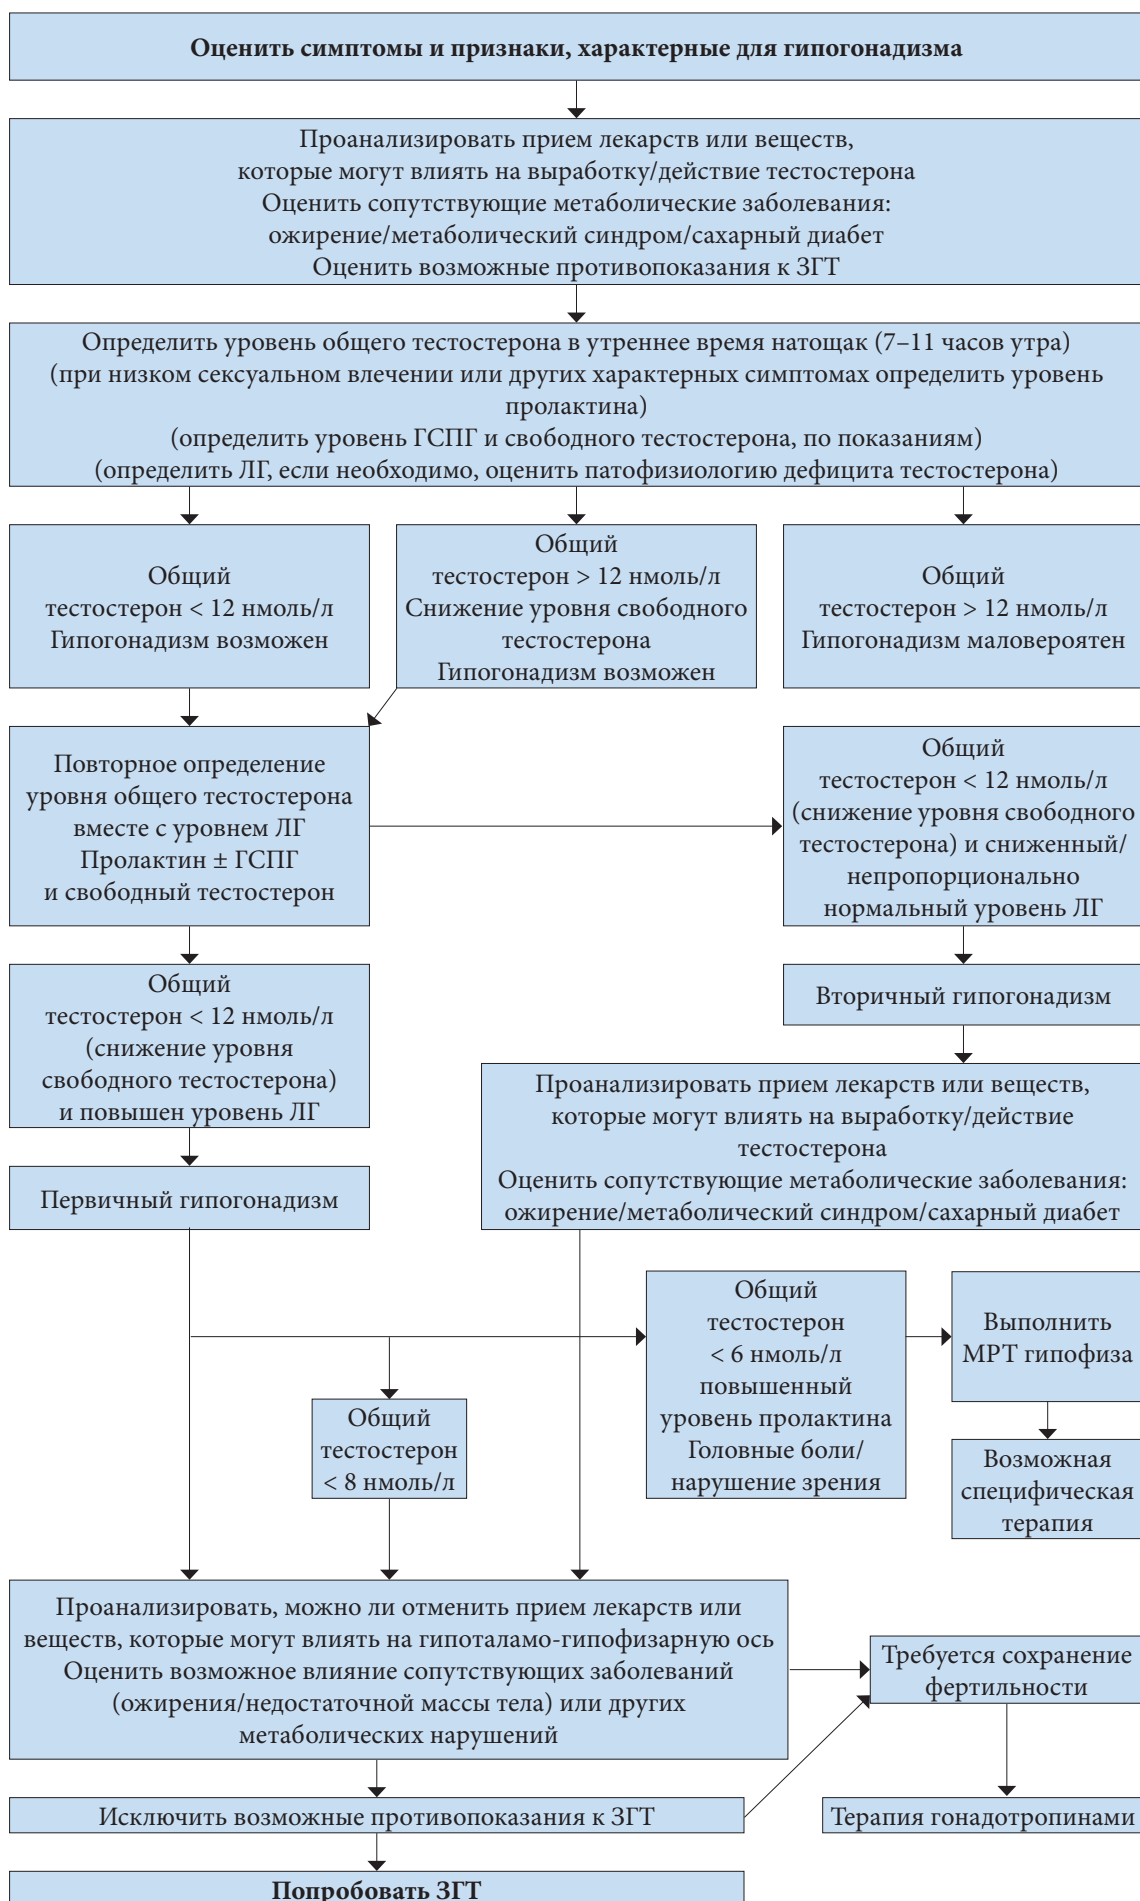 Оценить симптомы и признаки, характерные для гипогонадизма
Проанализировать прием лекарств или веществ,
которые могут влиять на выработку/действие тестостерона
Оценить сопутствующие метаболические заболевания:
ожирение/метаболический синдром/сахарный диабет
Оценить возможные противопоказания к ЗГТ
Определить уровень общего тестостерона в утреннее время натощак (7–11 часов утра)
(при низком сексуальном влечении или других характерных симптомах определить уровень
пролактина)
(определить уровень ГСПГ и свободного тестостерона, по показаниям)
(определить ЛГ, если необходимо, оценить патофизиологию дефицита тестостерона)
Общий
тестостерон < 12 нмоль/л
Гипогонадизм возможен
Общий
тестостерон > 12 нмоль/л
Снижение уровня свободного
тестостерона
Гипогонадизм возможен
Общий
тестостерон > 12 нмоль/л
Гипогонадизм маловероятен
Повторное определение
уровня общего тестостерона
вместе с уровнем ЛГ
Пролактин ± ГСПГ
и свободный тестостерон
Общий
тестостерон < 12 нмоль/л
(снижение уровня свободного
тестостерона) и сниженный/
непропорционально
нормальный уровень ЛГ
Общий
тестостерон < 12 нмоль/л
(снижение уровня
свободного тестостерона)
и повышен уровень ЛГ
Вторичный гипогонадизм
Проанализировать прием лекарств или веществ,
которые могут влиять на выработку/действие
тестостерона
Оценить сопутствующие метаболические заболевания:
ожирение/метаболический синдром/сахарный диабет
Первичный гипогонадизм
Общий
тестостерон
< 6 нмоль/л
повышенный
уровень пролактина
Головные боли/
нарушение зрения
Выполнить
МРТ гипофиза
Общий
тестостерон
< 8 нмоль/л
Возможная
специфическая
терапия
Проанализировать, можно ли отменить прием лекарств или
веществ, которые могут влиять на гипоталамо-гипофизарную ось
Оценить возможное влияние сопутствующих заболеваний
(ожирения/недостаточной массы тела) или других
метаболических нарушений
Требуется сохранение
фертильности
Исключить возможные противопоказания к ЗГТ
Терапия гонадотропинами
Попробовать ЗГТ